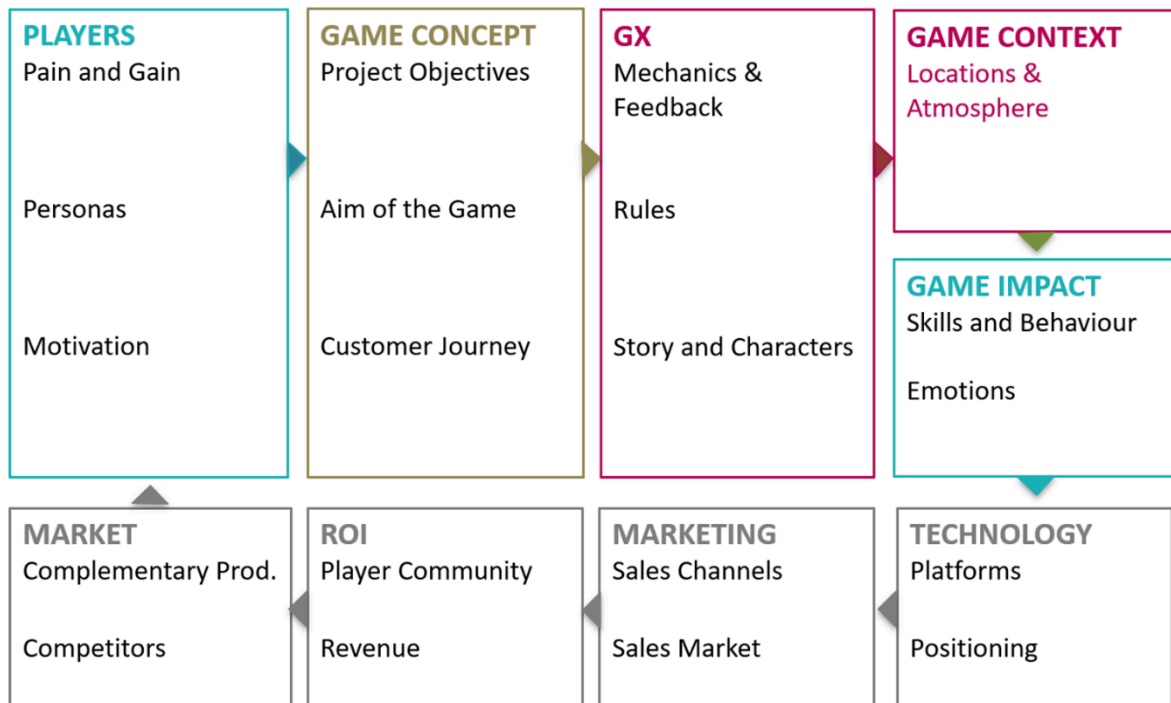 PLAYERS
Pain and Gain
Personas
Motivation
GAME CONCEPT
Project Objectives
Aim of the Game
Customer Journey
GX
Mechanics &
Feedback
Rules
Story and Characters
GAME CONTEXT
Locations &
Atmosphere
GAME IMPACT
Skills and Behaviour
Emotions
MARKET
Complementary Prod.
Competitors
ROI
Player Community
Revenue
MARKETING
Sales Channels
Sales Market
TECHNOLOGY
Platforms
Positioning